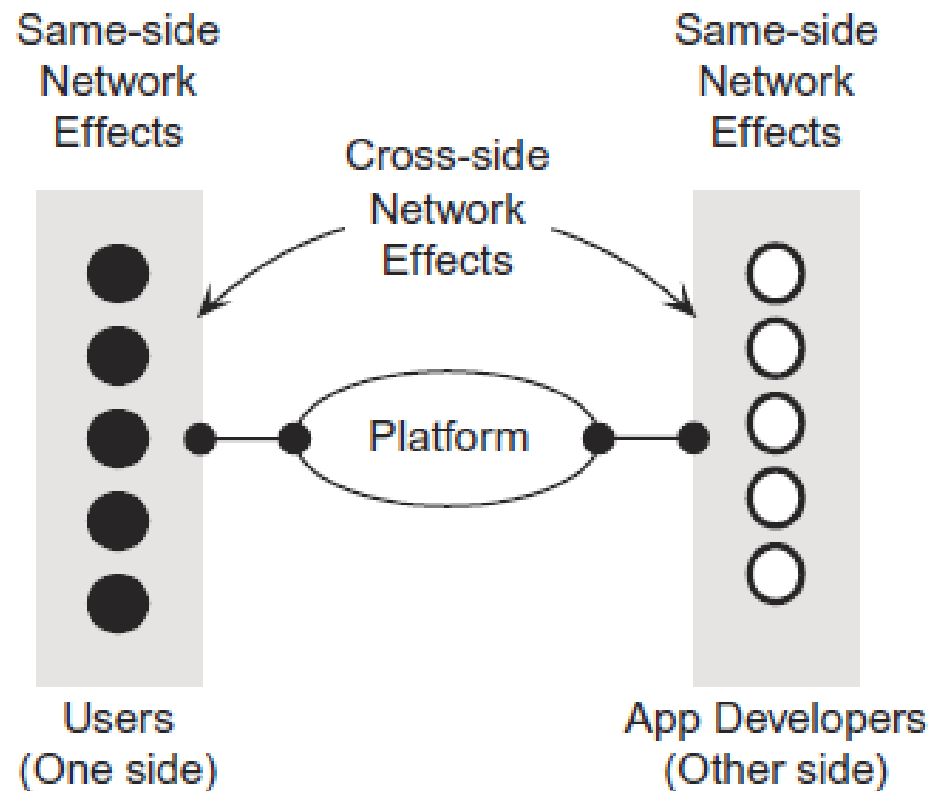 Same-side
Network
Effects
Same-side
Network
Effects
Cross-side
Network
Effects
Platform
Users
(One side)
App Developers
(Other side)